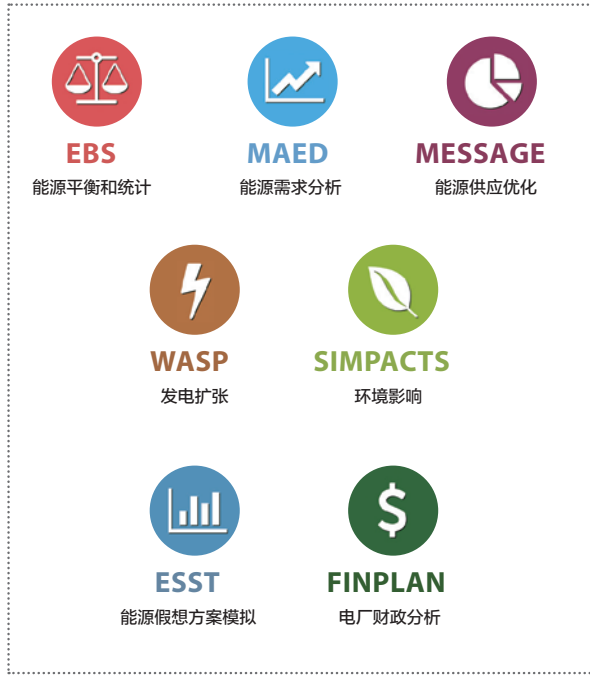 EBS
能源平衡和统计
MAED
能源需求分析
MESSAGE
能源供应优化
WASP
发电扩张
SIMPACTS
环境影响
ESST
能源假想方案模拟
$
FINPLAN
电厂财政分析